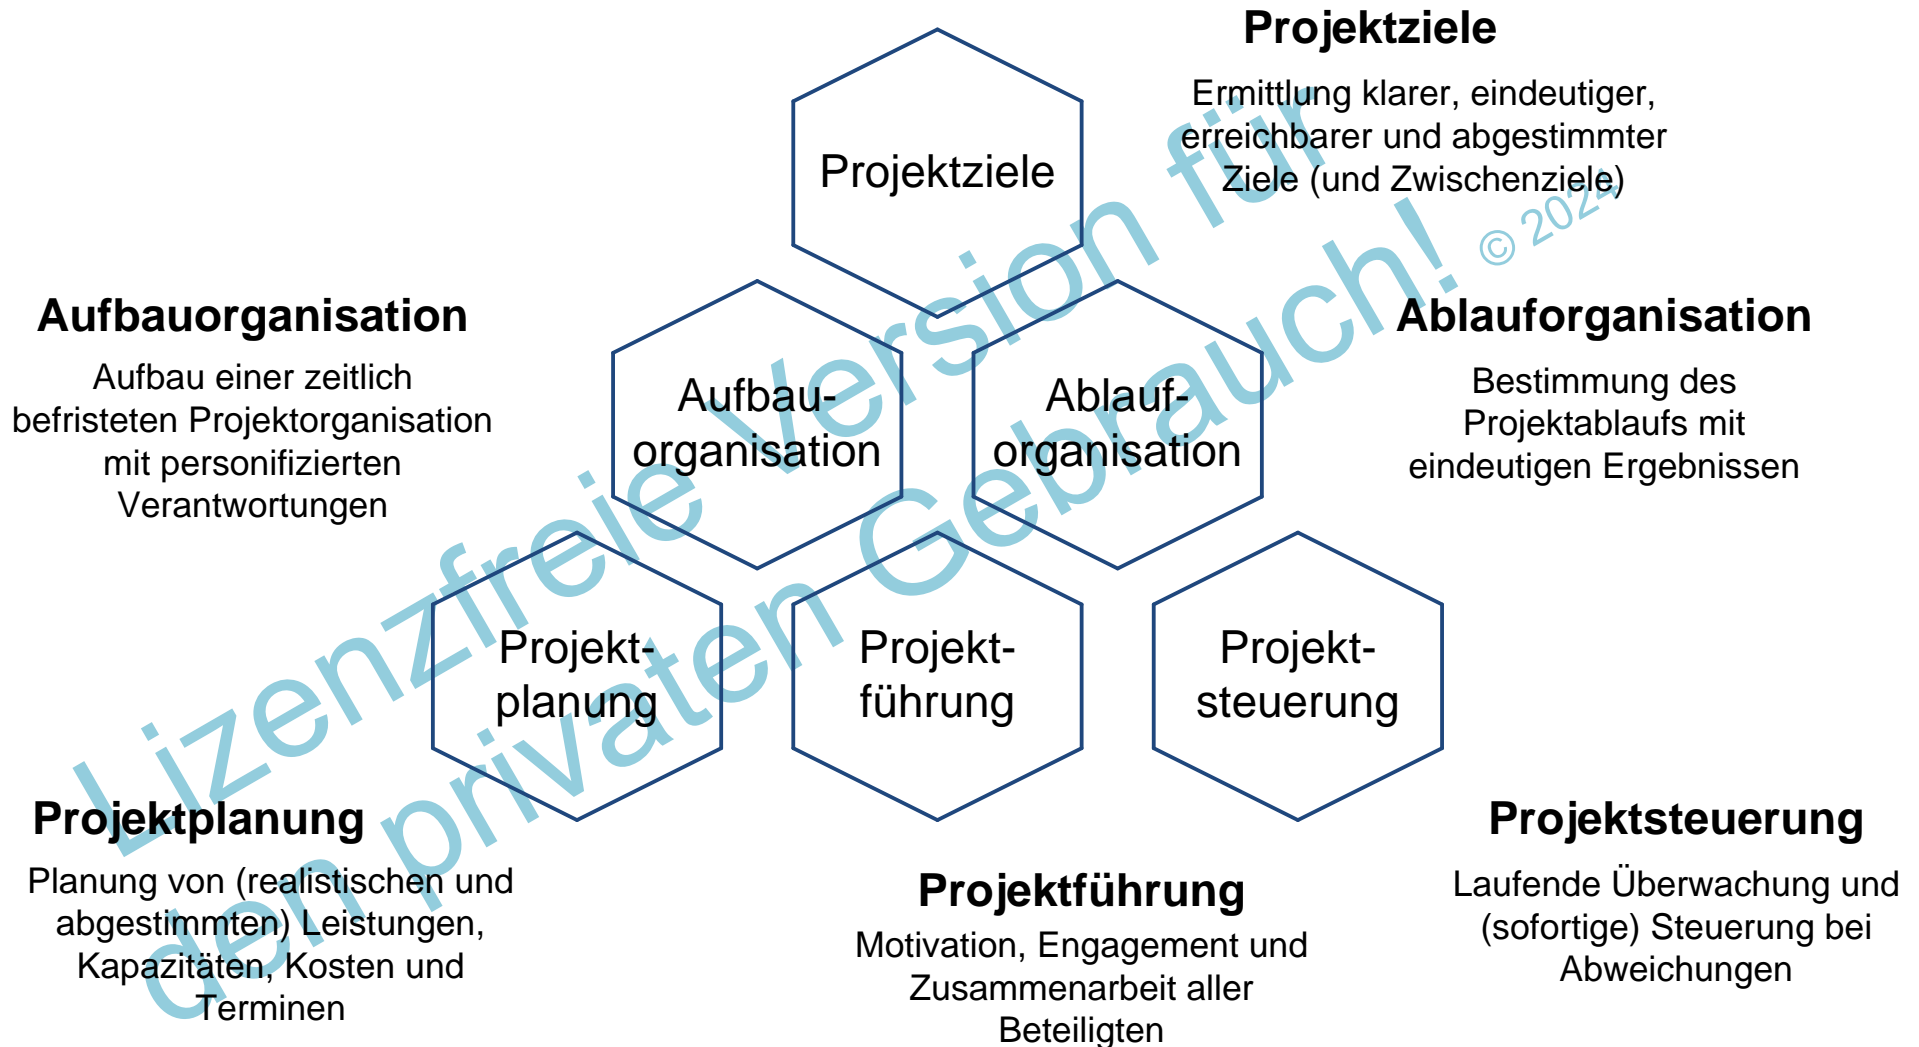 Projektziele
Ermittlung klarer, eindeutiger,
erreichbarer und abgestimmter
Ziele (und Zwischenziele)
Projektziele
Aufbauorganisation
Aufbau einer zeitlich
befristeten Projektorganisation
mit personifizierten
Verantwortungen
Aufbau-
organisation
Ablauf-
organisation
Ablauforganisation
Bestimmung des
Projektablaufs mit
eindeutigen Ergebnissen
Projekt-
planung
Projekt-
führung
Projekt-
steuerung
Projektplanung
Planung von (realistischen und
abgestimmten) Leistungen,
Kapazitäten, Kosten und
Terminen
Projektführung
Motivation, Engagement und
Zusammenarbeit aller
Beteiligten
Projektsteuerung
Laufende Überwachung und
(sofortige) Steuerung bei
Abweichungen
Lizenzfreie Version für
den privaten Gebrauch! © 2024